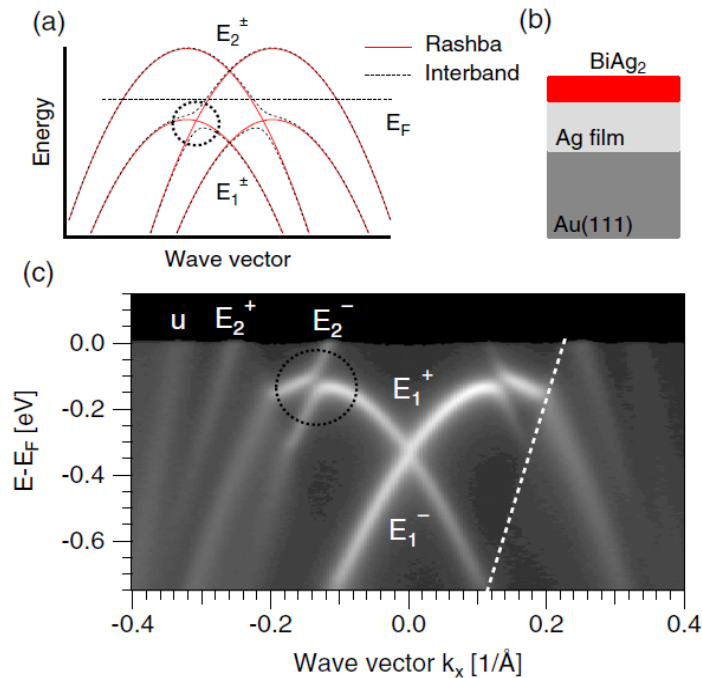 (a)
E₂±
Rashba
Interband
E_F
E₁±
Energy
Wave vector
(b)
BiAg₂
Ag film
Au(111)
(c)
u E₂⁺ E₂⁻
E₁⁺
E₁⁻
0.0
-0.2
-0.4
-0.6
E-E_F [eV]
-0.4 -0.2 0.0 0.2 0.4
Wave vector kₓ [1/Å]